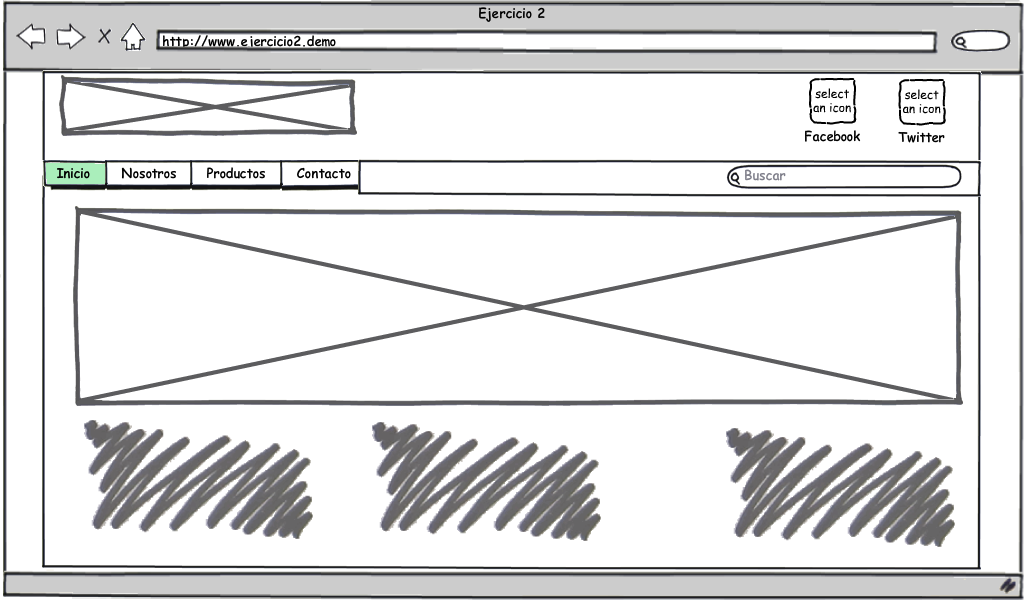 Ejercicio 2
http://www.ejercicio2.demo
select
an icon
Facebook
select
an icon
Twitter
Inicio
Nosotros
Productos
Contacto
Buscar